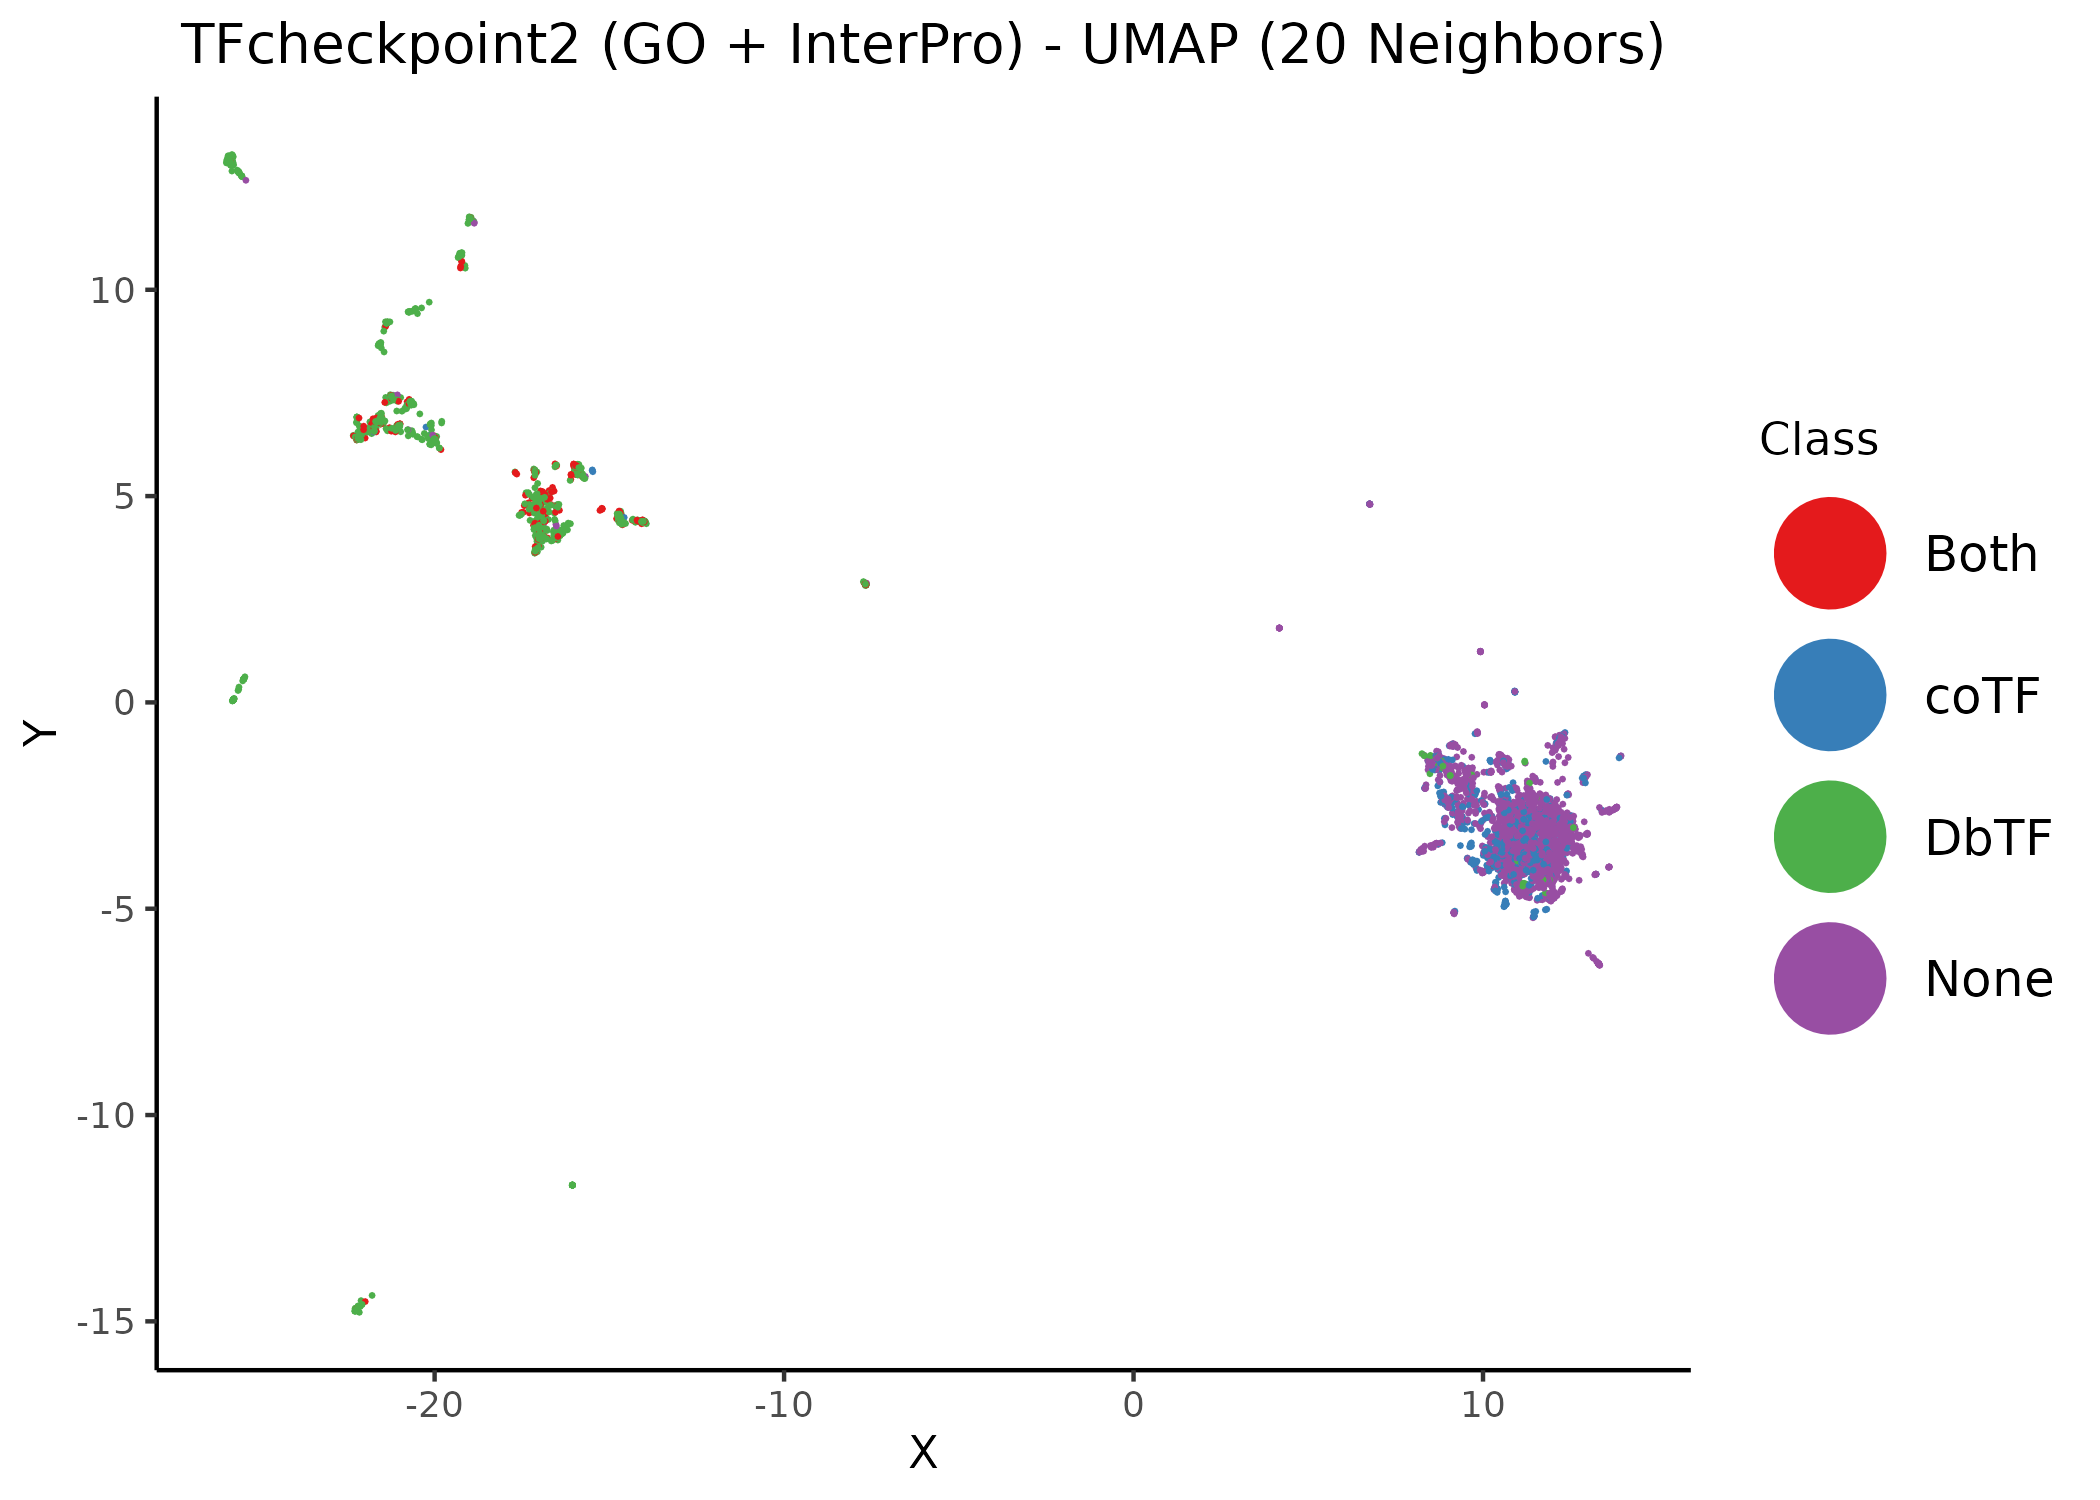 TFcheckpoint2 (GO + InterPro) - UMAP (20 Neighbors)
10
5
0
-5
-10
-15
Y
-20
-10
0
10
X
Class
Both
coTF
DbTF
None